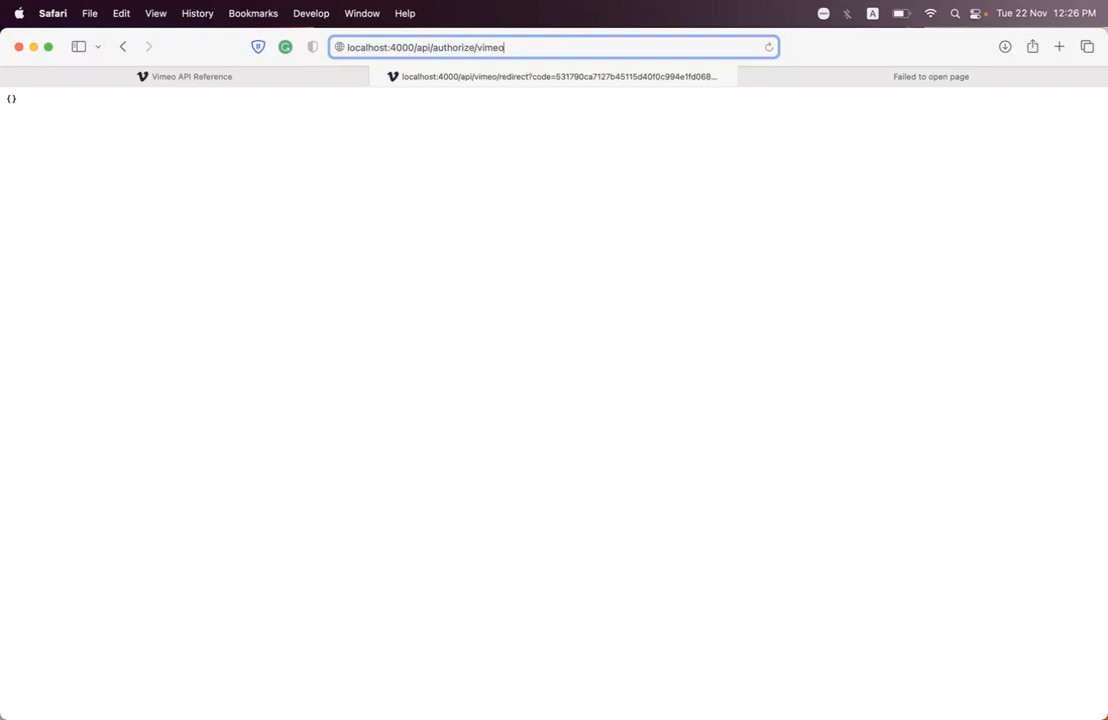 Safari File Edit View History Bookmarks Develop Window Help A Tue 22 Nov 12:26 PM
localhost:4000/api/authorize/vimeo
Vimeo API Reference localhost:4000/api/vimeo/redirect?code=531790ca7127b45115d40f0c994e1fd068... Failed to open page
{}